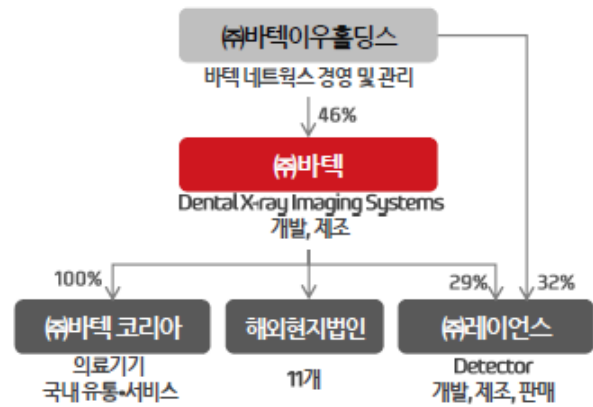 ㈜바텍이우홀딩스
바텍 네트웍스 경영 및 관리
46%
㈜바텍
Dental X-ray Imaging Systems
개발, 제조
100%
29%
32%
㈜바텍 코리아
해외현지법인
㈜레이언스
의료기기
국내 유통•서비스
11개
Detector
개발, 제조, 판매